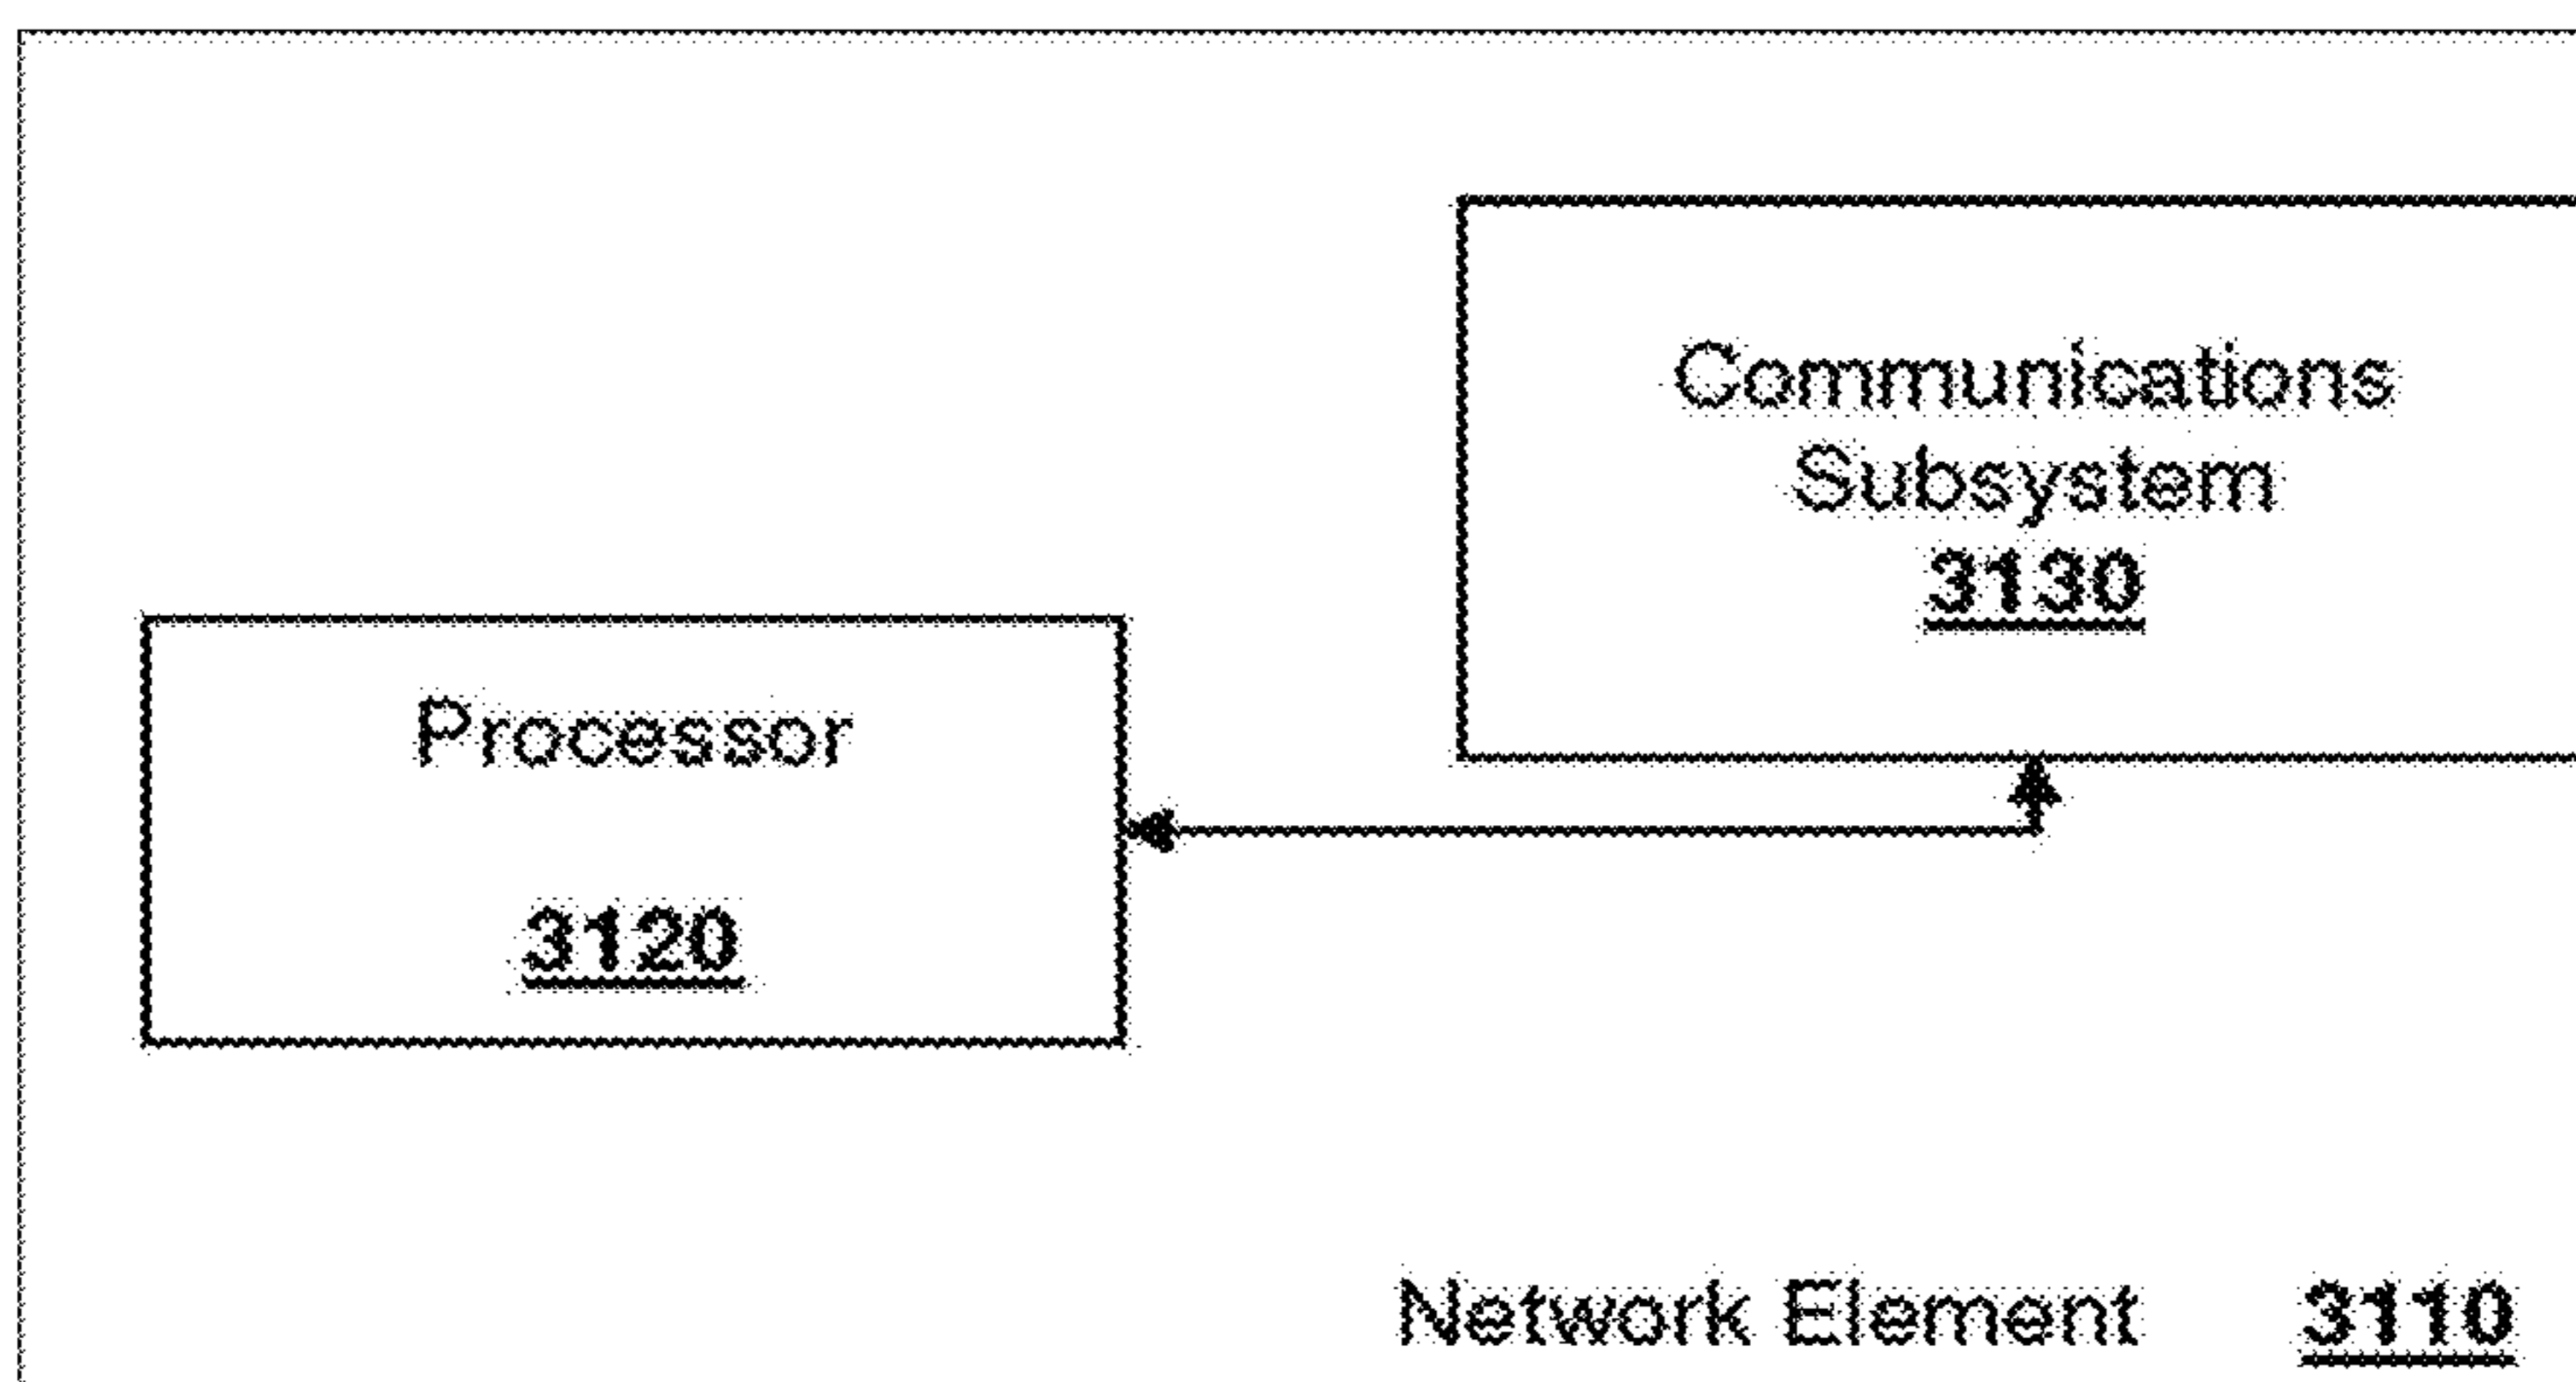 Communications
Subsystem
3130
Processor
3120
Network Element 3110